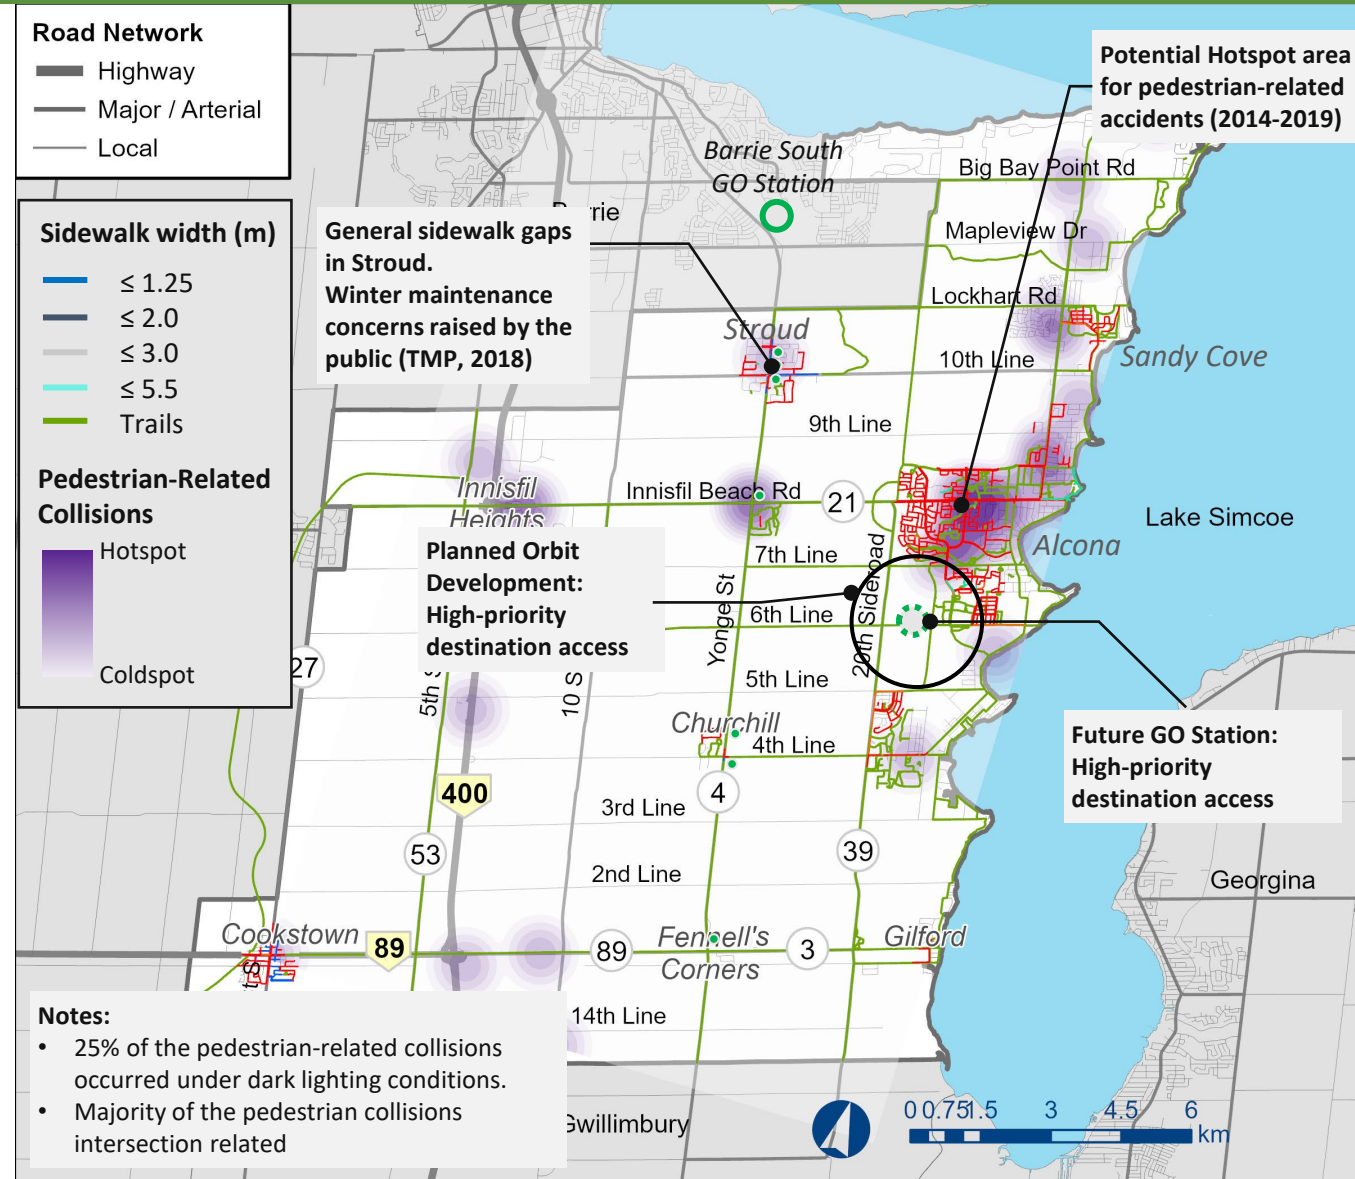 Road Network
Highway
Major / Arterial
Local
Sidewalk width (m)
≤ 1.25
≤ 2.0
≤ 3.0
≤ 5.5
Trails
Pedestrian-Related
Collisions
Hotspot
Coldspot
Potential Hotspot area
for pedestrian-related
accidents (2014-2019)
Barrie South
GO Station
Big Bay Point Rd
Mapleview Dr
Lockhart Rd
General sidewalk gaps
in Stroud.
Winter maintenance
concerns raised by the
public (TMP, 2018)
Stroud
10th Line
Sandy Cove
9th Line
Innisfil
Heights
Innisfil Beach Rd
21
Lake Simcoe
Alcona
Planned Orbit
Development:
High-priority
destination access
7th Line
6th Line
20th Sideroad
Yonge St
5th Line
27
5th S
10 S
Churchill
4th Line
Future GO Station:
High-priority
destination access
400
4
3rd Line
53
39
2nd Line
Georgina
Cookstown
89
89
Fennell's
Corners
3
Gilford
t S
14th Line
Notes:
• 25% of the pedestrian-related collisions
occurred under dark lighting conditions.
• Majority of the pedestrian collisions
intersection related
Gwillimbury
0 0.75 1.5 3 4.5 6
km